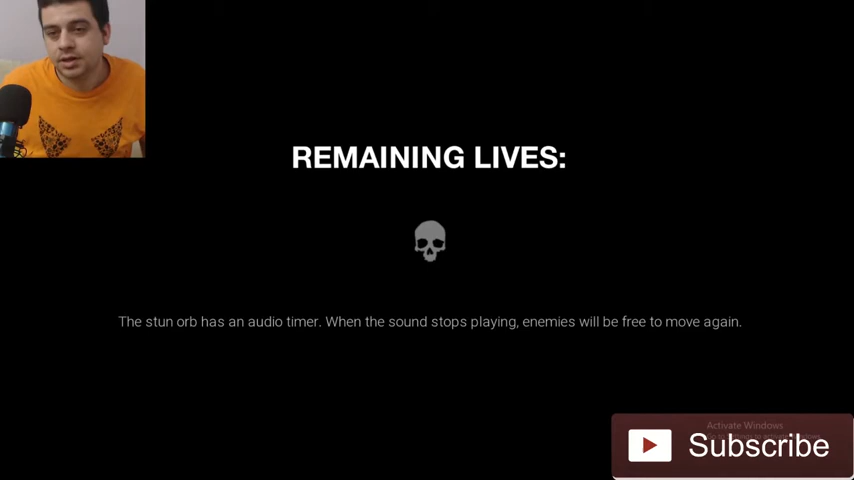 REMAINING LIVES:
The stun orb has an audio timer. When the sound stops playing, enemies will be free to move again.
Activate Windows
Subscribe